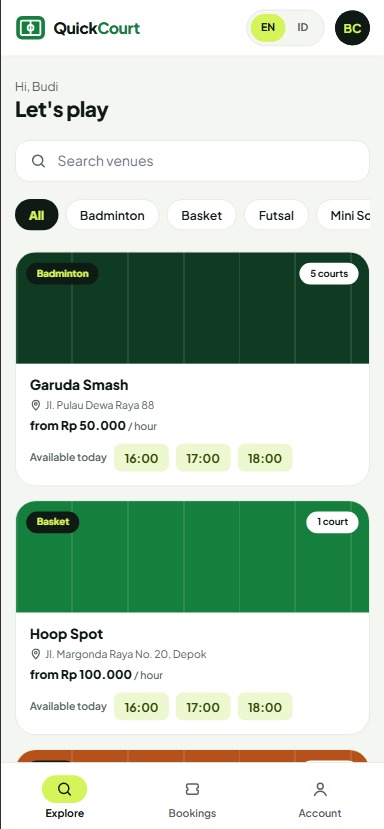 QuickCourt
EN ID
BC
Hi, Budi
Let's play
Search venues
All Badminton Basket Futsal Mini Sc
Badminton
5 courts
Garuda Smash
Jl. Pulau Dewa Raya 88
from Rp 50.000 / hour
Available today 16:00 17:00 18:00
Basket
1 court
Hoop Spot
Jl. Margonda Raya No. 20, Depok
from Rp 100.000 / hour
Available today 16:00 17:00 18:00
Explore Bookings Account